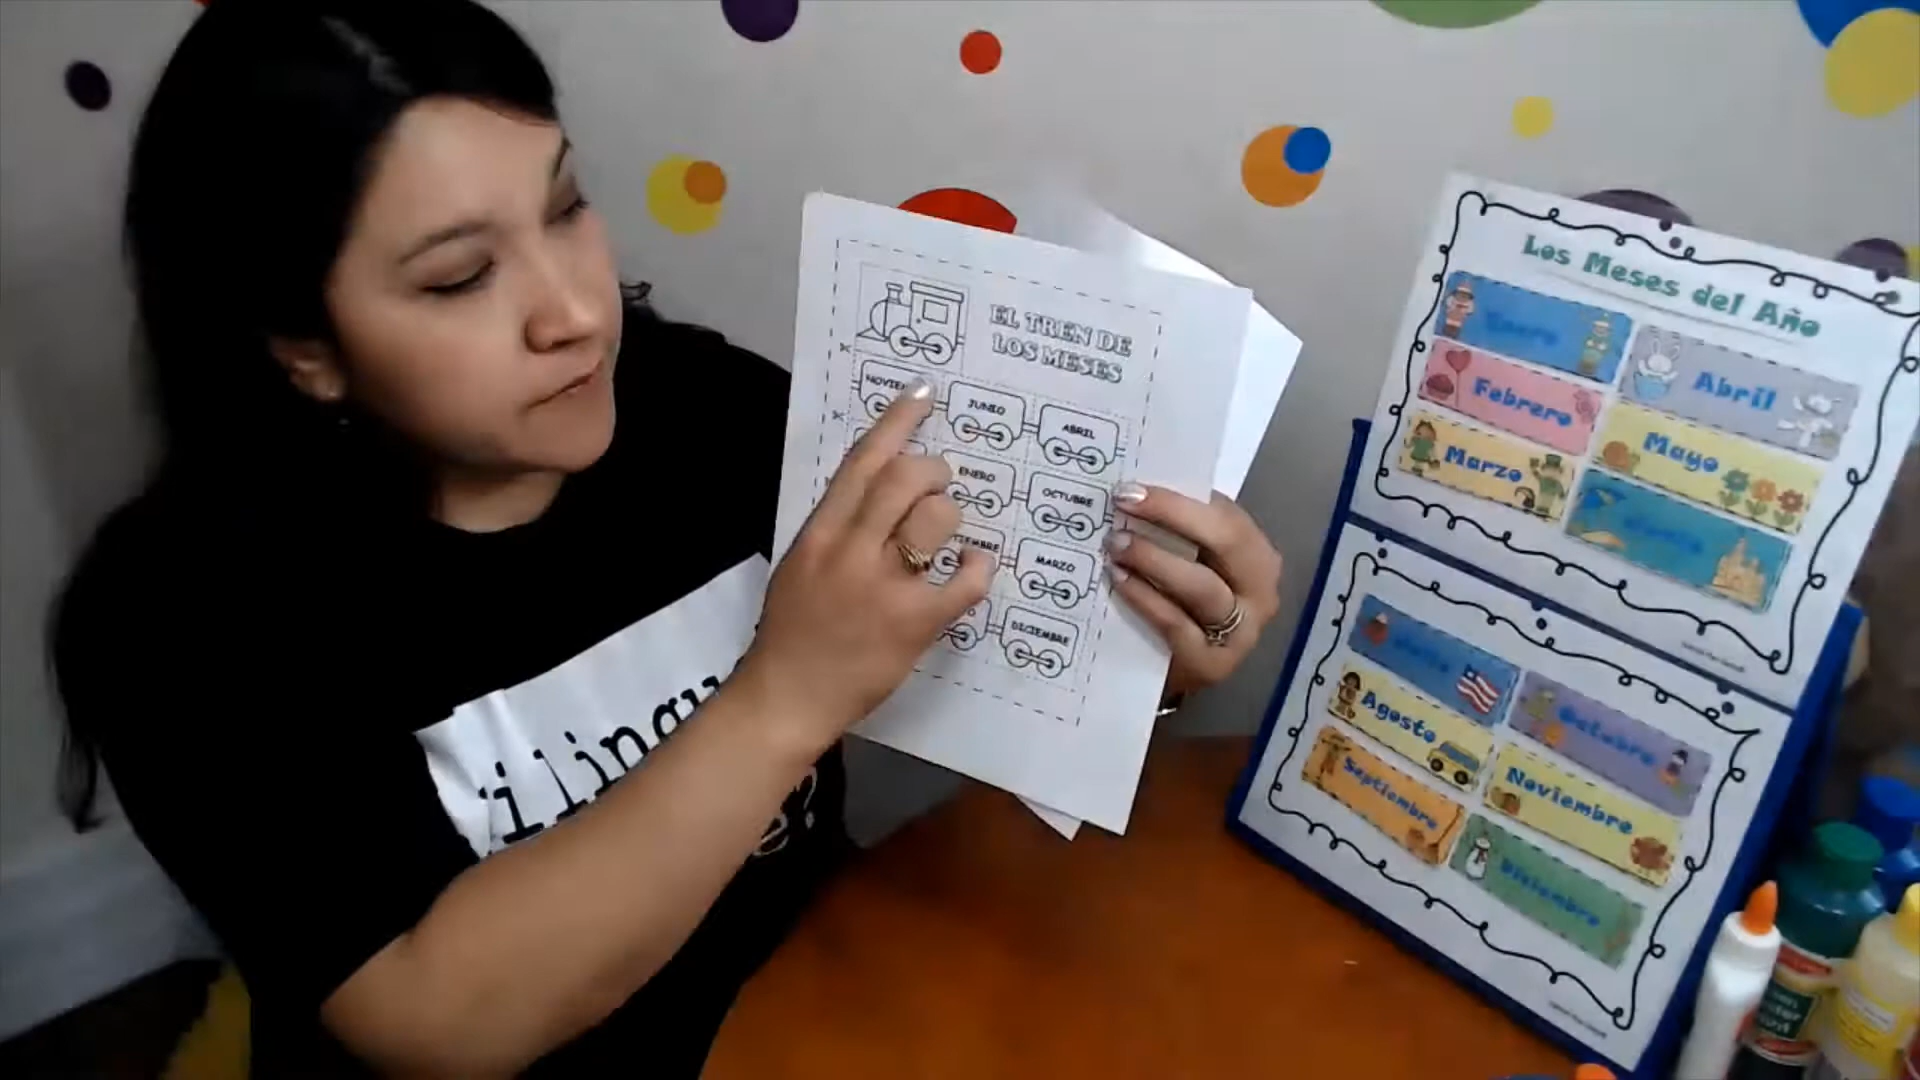 EL TREN DE
LOS MESES
JUNIO
ABRIL
ENERO
OCTUBRE
MARZO
DICIEMBRE
Los Meses del Año
Enero
Febrero
Marzo
Abril
Mayo
Agosto
Septiembre
Octubre
Noviembre
Diciembre